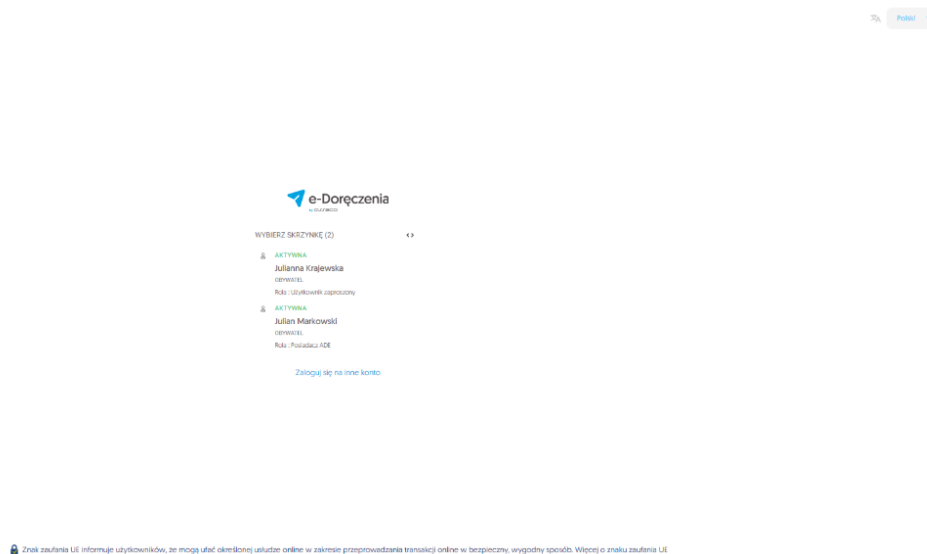 Polski
e-Doręczenia
WYBIERZ SKRZYNKĘ (2)
AKTYWNA
Julianna Krajewska
OBYWATEL
Rola : Użytkownik zaproszony
AKTYWNA
Julian Markowski
OBYWATEL
Rola : Posiadacz ADE
Zaloguj się na inne konto
Znak zaufania UE informuje użytkowników, że mogą ufać określonej usłudze online w zakresie przeprowadzania transakcji online w bezpieczny, wygodny sposób. Więcej o znaku zaufania UE